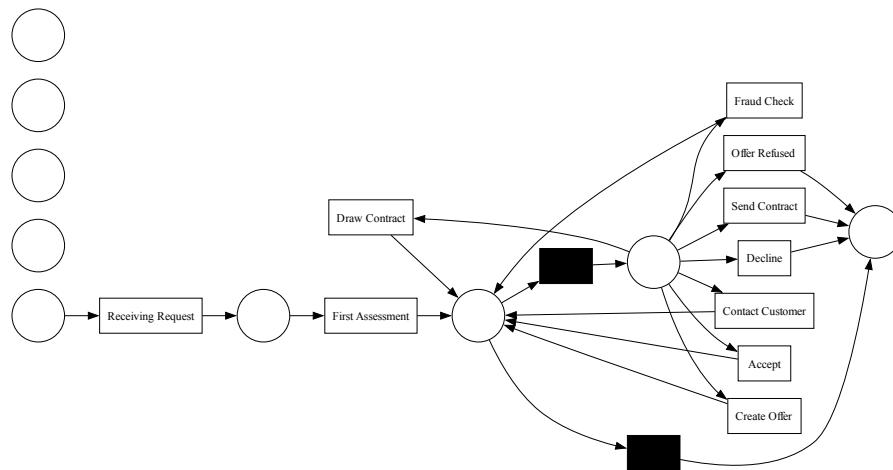 Fraud Check
Offer Refused
Send Contract
Draw Contract
Decline
Receiving Request
First Assessment
Contact Customer
Accept
Create Offer